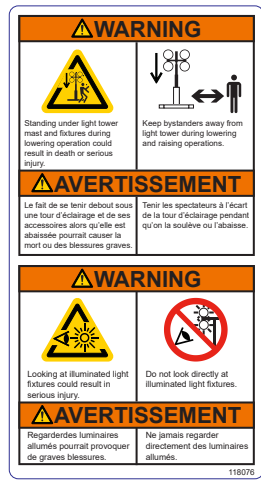 WARNING
Standing under light tower
mast and fixtures during
lowering operation could
result in death or serious
injury.
Keep bystanders away from
light tower during lowering
and raising operations.
AVERTISSEMENT
Le fait de se tenir debout sous
une tour d'éclairage et de ses
accessoires alors qu'elle est
abaissée pourrait causer la
mort ou des blessures graves.
Tenir les spectateurs à l'écart
de la tour d'éclairage pendant
qu'on la soulève ou l'abaisse.
WARNING
Looking at illuminated light
fixtures could result in
serious injury.
Do not look directly at
illuminated light fixtures.
AVERTISSEMENT
Regarderdes luminaires
allumés pourrait provoquer
de graves blessures.
Ne jamais regarder
directement des luminaires
allumés.
118076